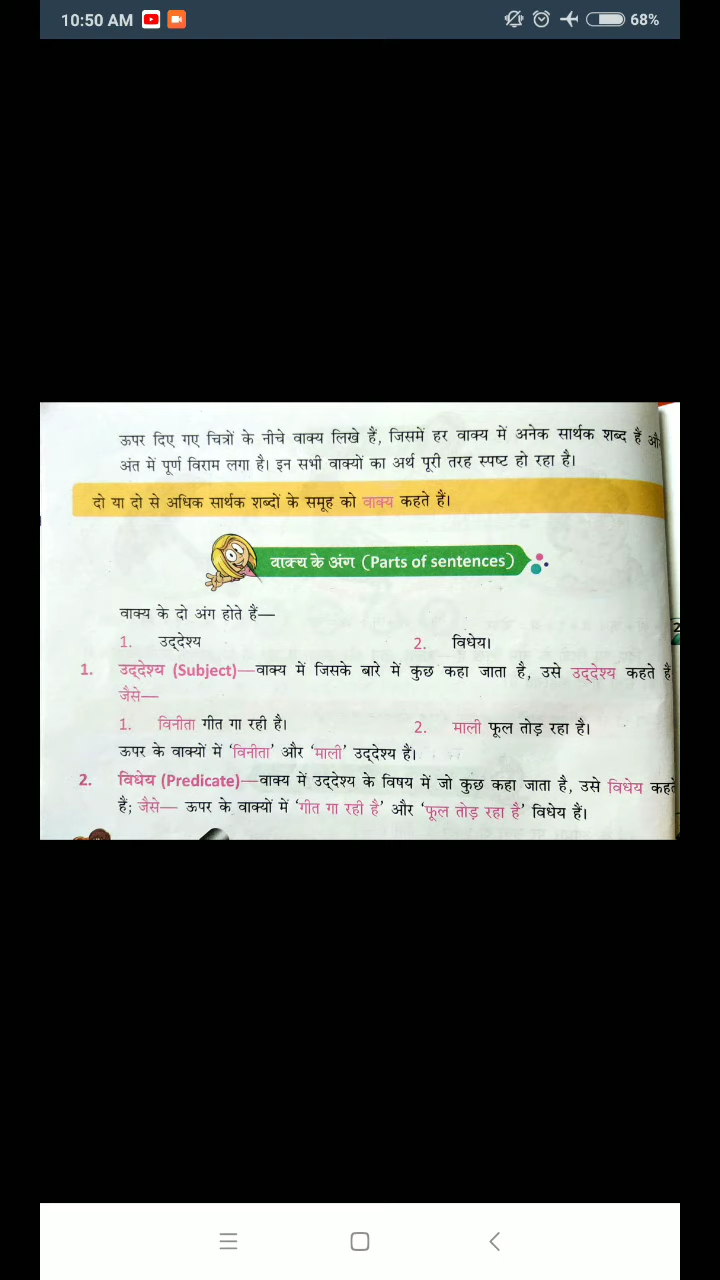 10:50 AM 68%
ऊपर दिए गए चित्रों के नीचे वाक्य लिखे हैं, जिसमें हर वाक्य में अनेक सार्थक शब्द हैं
अंत में पूर्ण विराम लगा है। इन सभी वाक्यों का अर्थ पूरी तरह स्पष्ट हो रहा है।
दो या दो से अधिक सार्थक शब्दों के समूह को वाक्य कहते हैं।
वाक्य के अंग (Parts of sentences)
वाक्य के दो अंग होते हैं—
1. उद्देश्य 2. विधेय।
1. उद्देश्य (Subject)—वाक्य में जिसके बारे में कुछ कहा जाता है, उसे उद्देश्य कहते हैं
जैसे—
1. विनीता गीत गा रही है। 2. माली फूल तोड़ रहा है।
ऊपर के वाक्यों में ‘विनीता’ और ‘माली’ उद्देश्य हैं।
2. विधेय (Predicate)—वाक्य में उद्देश्य के विषय में जो कुछ कहा जाता है, उसे विधेय कहते
हैं; जैसे— ऊपर के वाक्यों में ‘गीत गा रही है’ और ‘फूल तोड़ रहा है’ विधेय हैं।